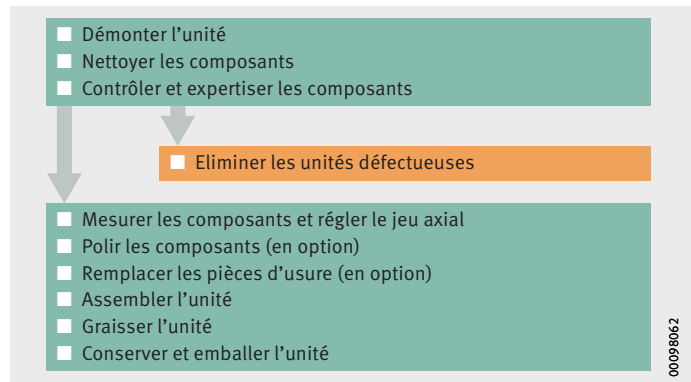 Démonter l'unité
Nettoyer les composants
Contrôler et expertiser les composants
Eliminer les unités défectueuses
Mesurer les composants et régler le jeu axial
Polir les composants (en option)
Remplacer les pièces d'usure (en option)
Assembler l'unité
Graisser l'unité
Conserver et emballer l'unité
00098062